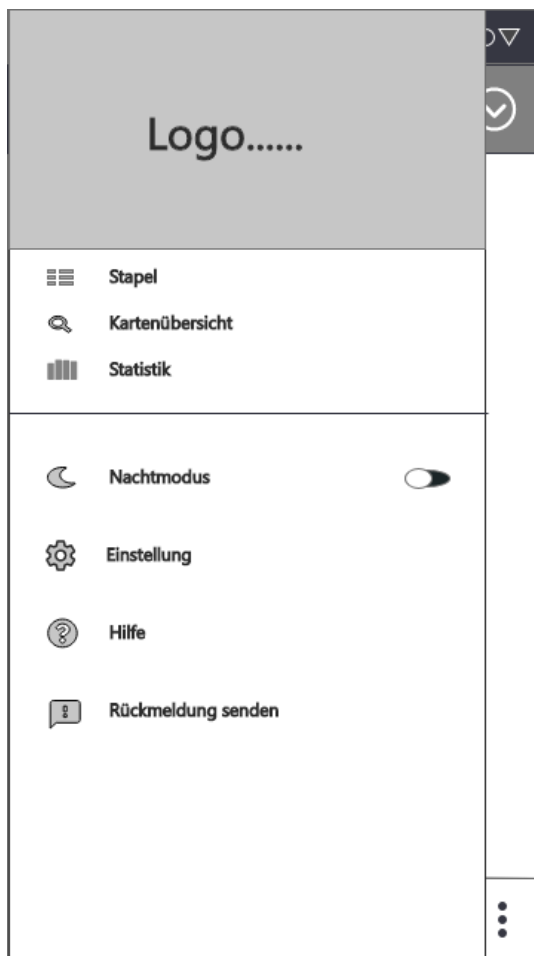 Logo......
Stapel
Kartenübersicht
Statistik
Nachtmodus
Einstellung
Hilfe
Rückmeldung senden